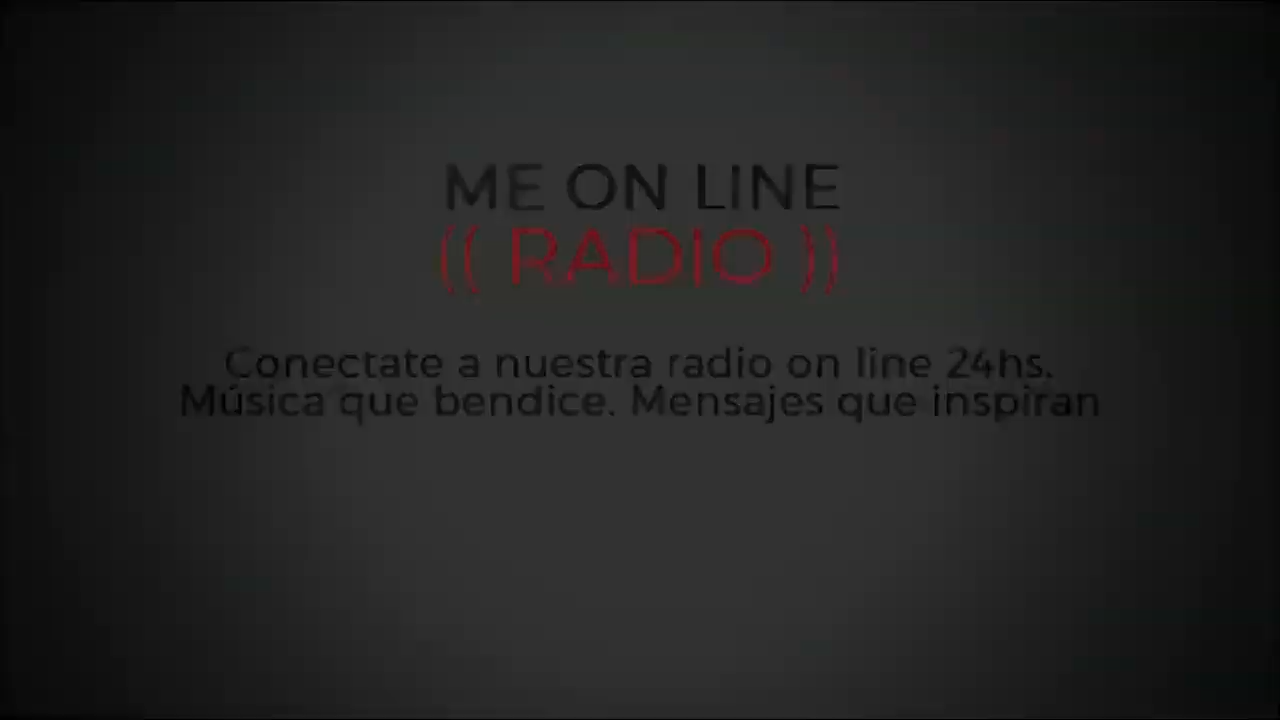 ME ON LINE
(( RADIO ))
Conectate a nuestra radio on line 24hs.
Música que bendice. Mensajes que inspiran